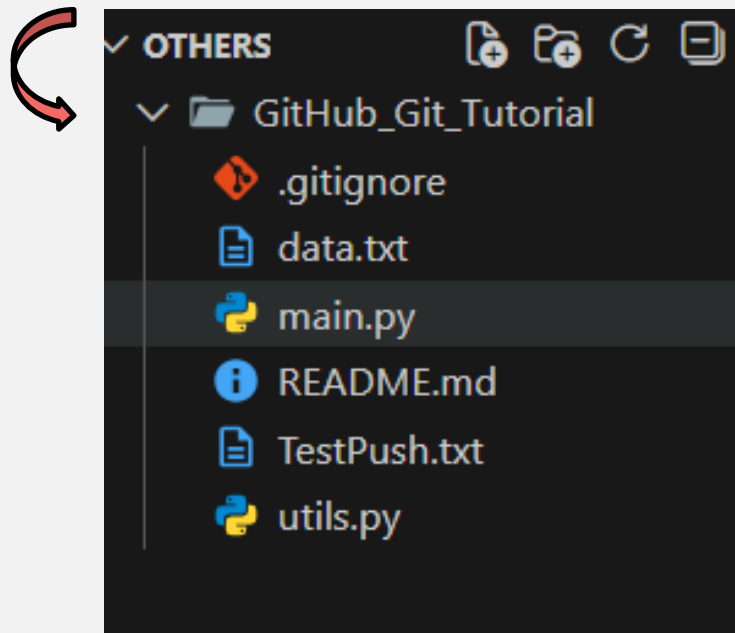 OTHERS
GitHub_Git_Tutorial
.gitignore
data.txt
main.py
README.md
TestPush.txt
utils.py